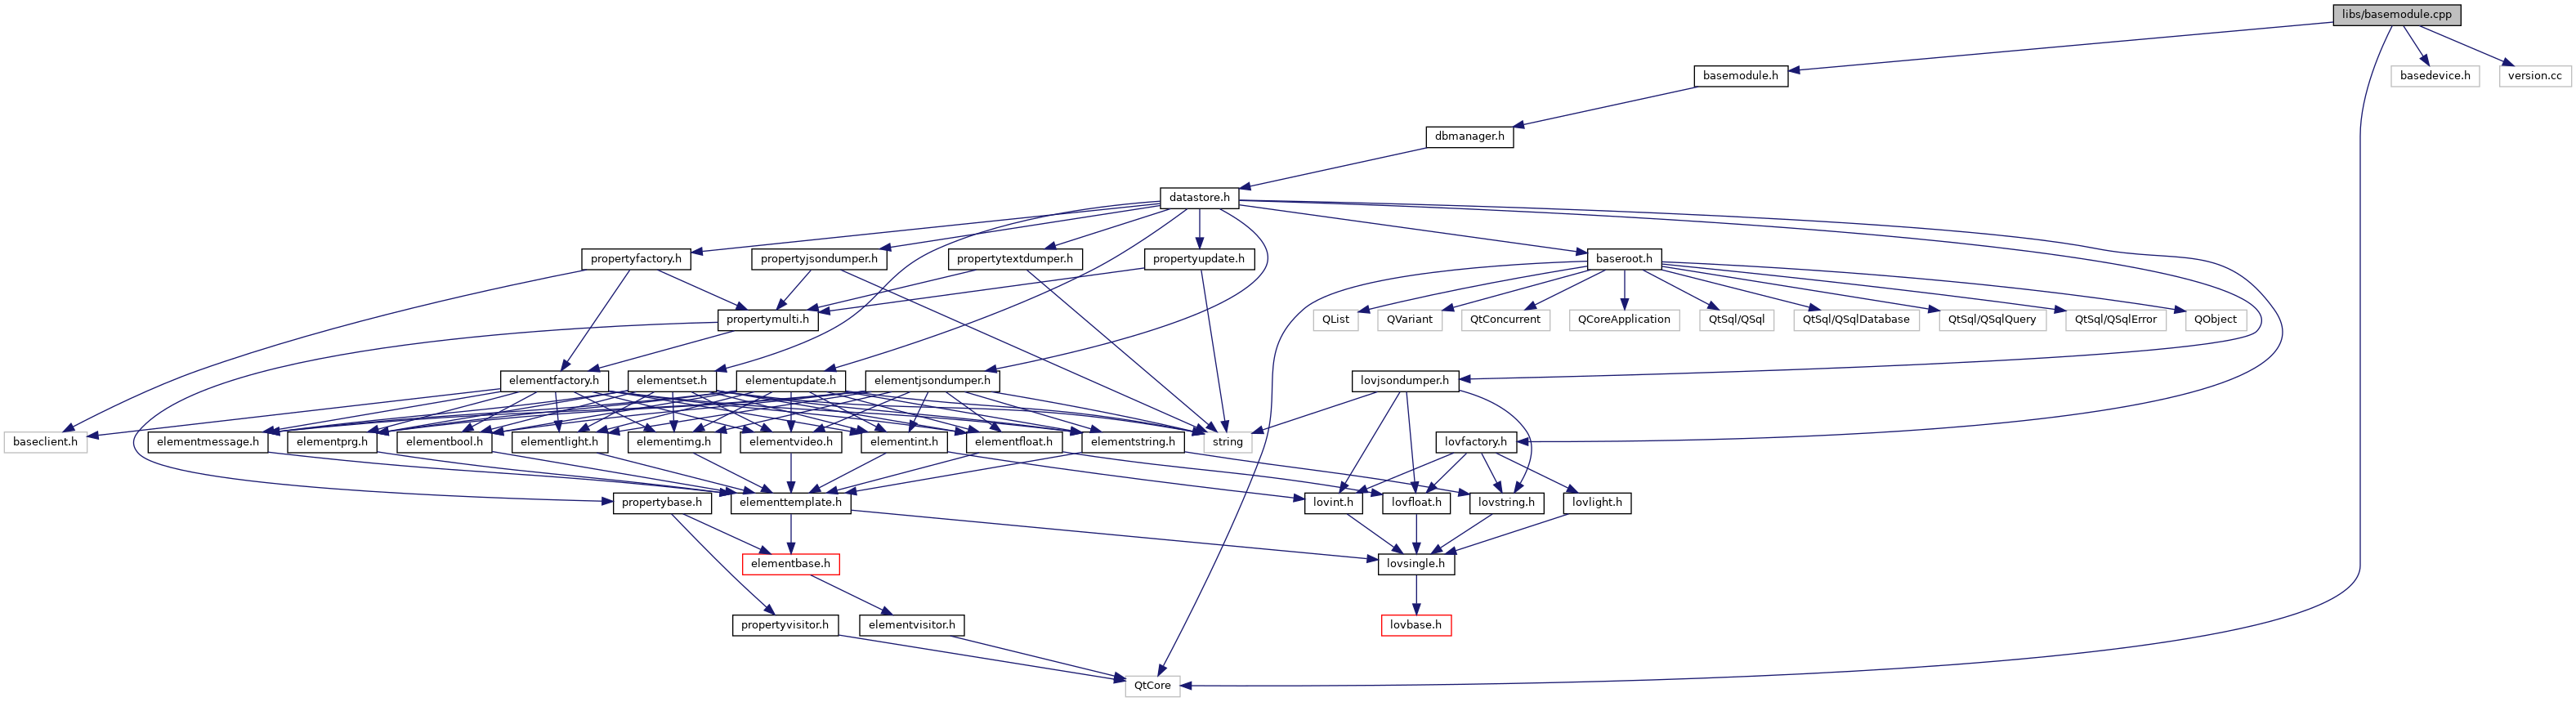 libs/basemodule.cpp
basemodule.h
basedevice.h
version.cc
dbmanager.h
datastore.h
propertyfactory.h
propertyjsondumper.h
propertytextdumper.h
propertyupdate.h
baseroot.h
propertymulti.h
QList
QVariant
QtConcurrent
QCoreApplication
QtSql/QSql
QtSql/QSqlDatabase
QtSql/QSqlQuery
QtSql/QSqlError
QObject
elementfactory.h
elementset.h
elementupdate.h
elementjsondumper.h
lovjsondumper.h
baseclient.h
elementmessage.h
elementprg.h
elementbool.h
elementlight.h
elementimg.h
elementvideo.h
elementint.h
elementfloat.h
elementstring.h
string
lovfactory.h
propertybase.h
elementtemplate.h
lovint.h
lovfloat.h
lovstring.h
lovlight.h
elementbase.h
lovsingle.h
propertyvisitor.h
elementvisitor.h
lovbase.h
QtCore